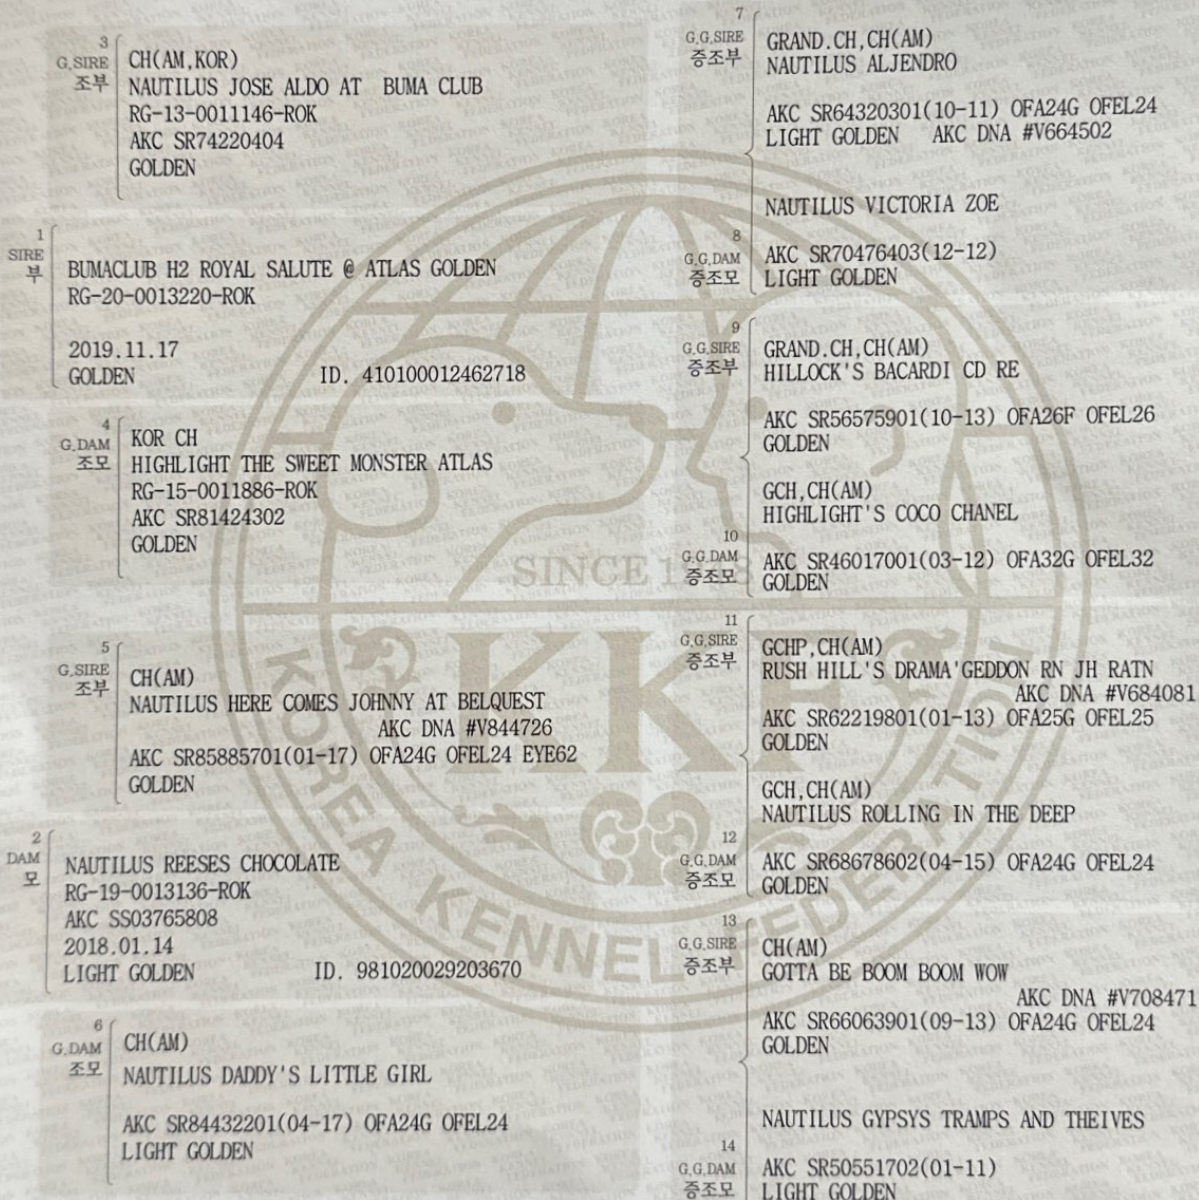 3
G.SIRE
조부
CH(AM,KOR)
NAUTILUS JOSE ALDO AT BUMA CLUB
RG-13-0011146-ROK
AKC SR74220404
GOLDEN
1
SIRE
부
BUMACLUB H2 ROYAL SALUTE @ ATLAS GOLDEN
RG-20-0013220-ROK
2019.11.17
GOLDEN ID. 410100012462718
4
G.DAM
조모
KOR CH
HIGHLIGHT THE SWEET MONSTER ATLAS
RG-15-0011886-ROK
AKC SR81424302
GOLDEN
5
G.SIRE
조부
CH(AM)
NAUTILUS HERE COMES JOHNNY AT BELQUEST
AKC DNA #V844726
AKC SR85885701(01-17) OFA24G OFEL24 EYE62
GOLDEN
2
DAM
모
NAUTILUS REESES CHOCOLATE
RG-19-0013136-ROK
AKC SS03765808
2018.01.14
LIGHT GOLDEN ID. 981020029203670
6
G.DAM
조모
CH(AM)
NAUTILUS DADDY'S LITTLE GIRL
AKC SR84432201(04-17) OFA24G OFEL24
LIGHT GOLDEN
7
G.G.SIRE
증조부
GRAND.CH,CH(AM)
NAUTILUS ALJENDRO
AKC SR64320301(10-11) OFA24G OFEL24
LIGHT GOLDEN AKC DNA #V664502
8
G.G.DAM
증조모
NAUTILUS VICTORIA ZOE
AKC SR70476403(12-12)
LIGHT GOLDEN
9
G.G.SIRE
증조부
GRAND.CH,CH(AM)
HILLOCK'S BACARDI CD RE
AKC SR56575901(10-13) OFA26F OFEL26
GOLDEN
10
G.G.DAM
증조모
GCH,CH(AM)
HIGHLIGHT'S COCO CHANEL
AKC SR46017001(03-12) OFA32G OFEL32
GOLDEN
11
G.G.SIRE
증조부
GCHP,CH(AM)
RUSH HILL'S DRAMA'GEDDON RN JH RATN
AKC DNA #V684081
AKC SR62219801(01-13) OFA25G OFEL25
GOLDEN
12
G.G.DAM
증조모
GCH,CH(AM)
NAUTILUS ROLLING IN THE DEEP
AKC SR68678602(04-15) OFA24G OFEL24
GOLDEN
13
G.G.SIRE
증조부
CH(AM)
GOTTA BE BOOM BOOM WOW
AKC DNA #V708471
AKC SR66063901(09-13) OFA24G OFEL24
GOLDEN
14
G.G.DAM
증조모
NAUTILUS GYPSYS TRAMPS AND THEIVES
AKC SR50551702(01-11)
LIGHT GOLDEN
SINCE
KKF
KOREA KENNEL FEDERATION